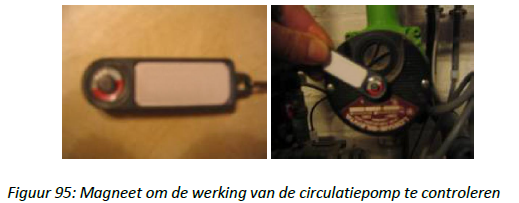 Figuur 95: Magneet om de werking van de circulatiepomp te controleren